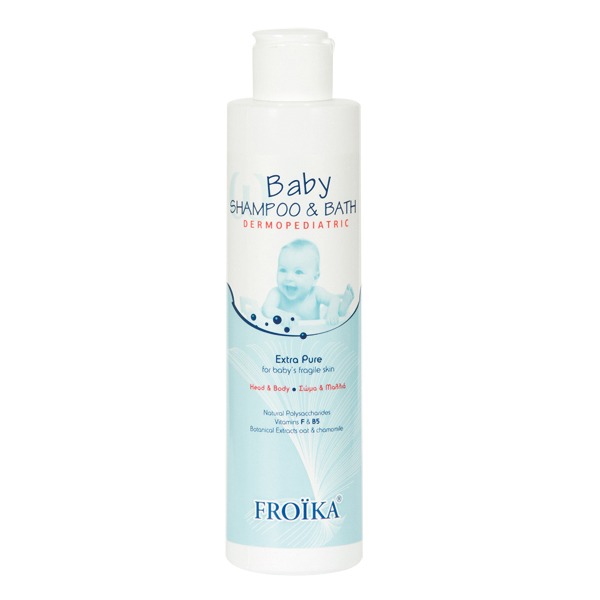 Baby
SHAMPOO & BATH
DERMOPEDIATRIC
Extra Pure
for baby's fragile skin
Head & Body • Σώμα & Μαλλιά
Natural Polysaccharides
Vitamins F & B5
Botanical Extracts oat & chamomile
FROÏKA®